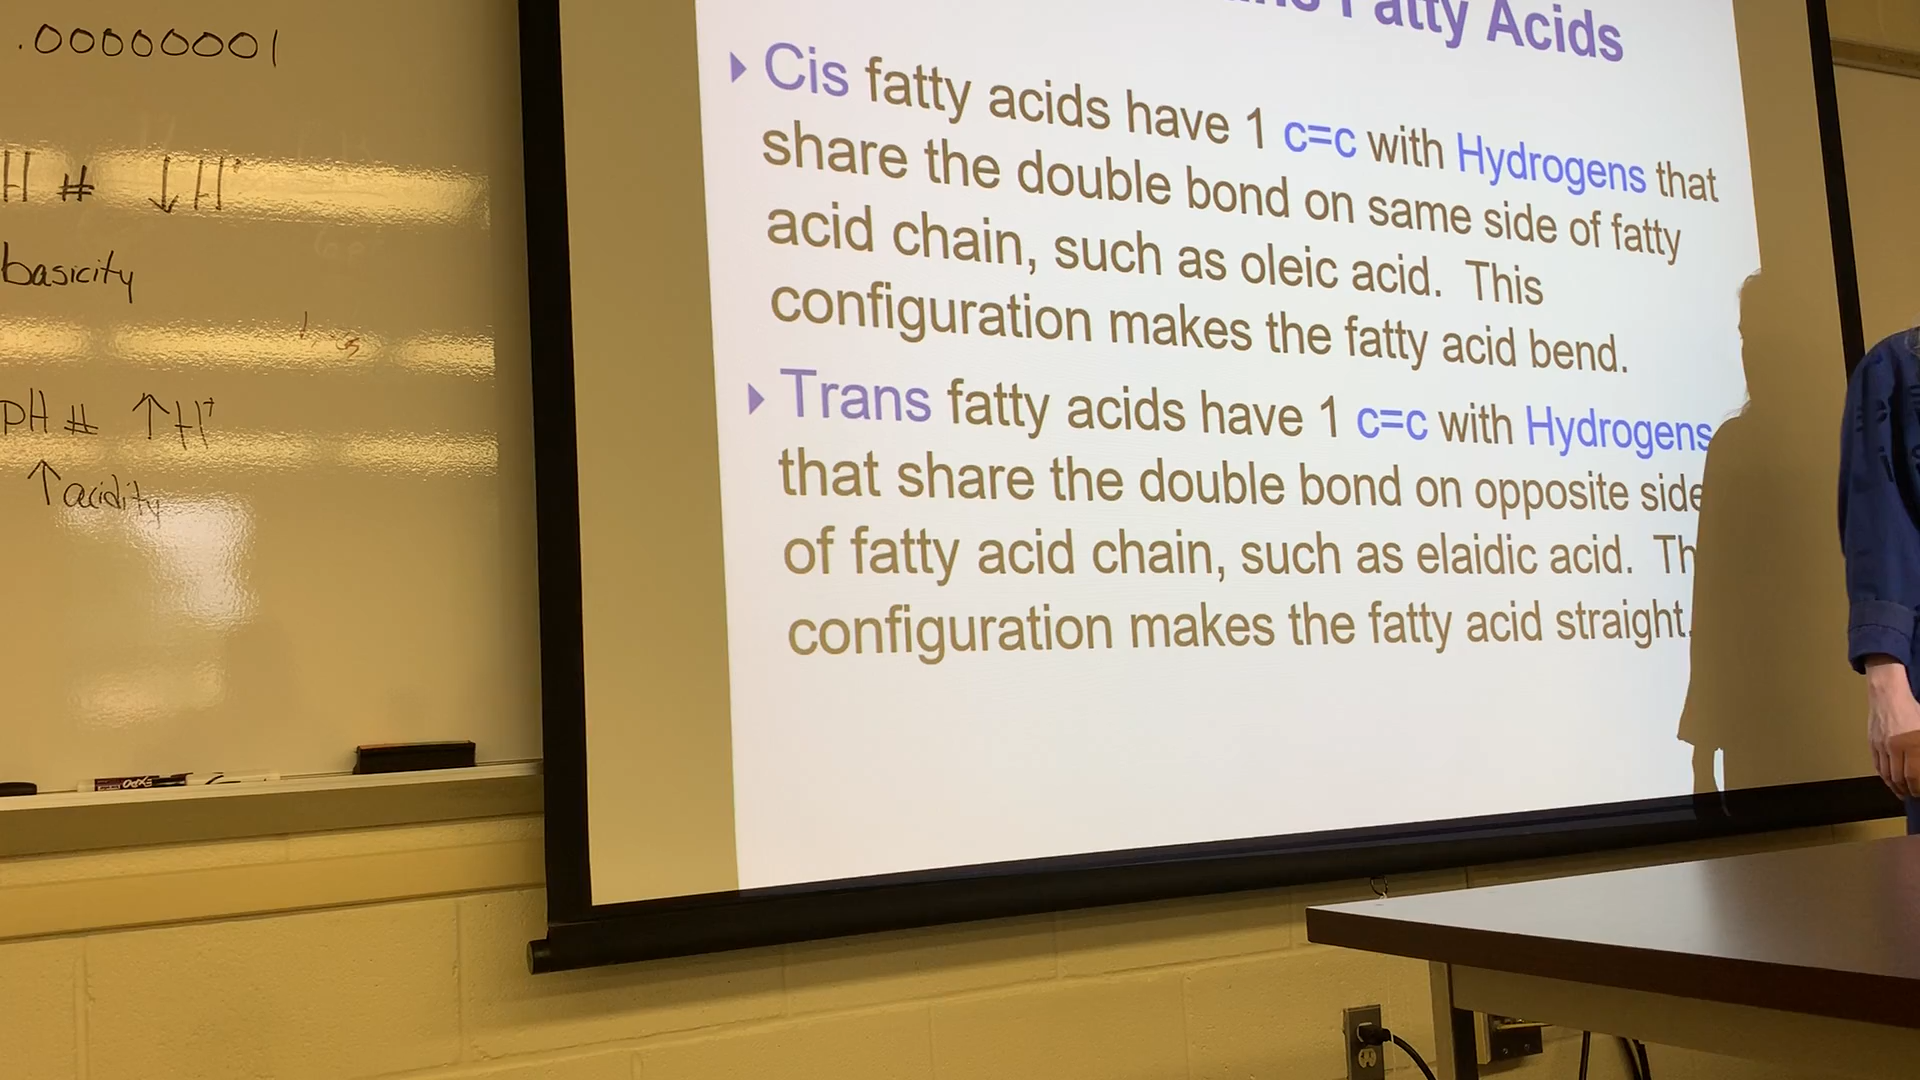 .00000001
H # ↓H+
basicity
pH # ↑H+
↑acidity
EXPO
Fatty Acids
Cis fatty acids have 1 c=c with Hydrogens that
share the double bond on same side of fatty
acid chain, such as oleic acid. This
configuration makes the fatty acid bend.
Trans fatty acids have 1 c=c with Hydrogens
that share the double bond on opposite side
of fatty acid chain, such as elaidic acid. Th
configuration makes the fatty acid straight.